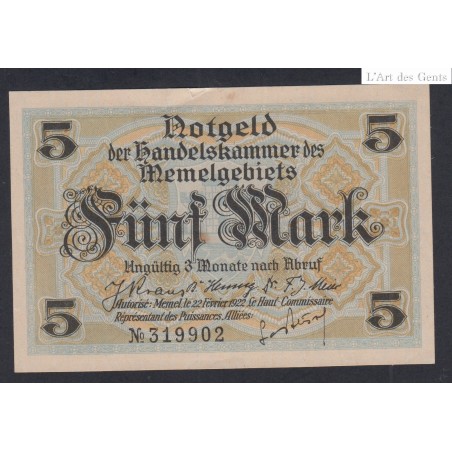 L'Art des Gents
5 Notgeld 5
der Handelskammer des
Memelgebiets
Fünf Mark
Ungültig 3 Monate nach Abruf
Autorisé: Memel, le 22 Février 1922, Le Haut-Commissaire
5 Représentant des Puissances Alliées: 5
No 319902